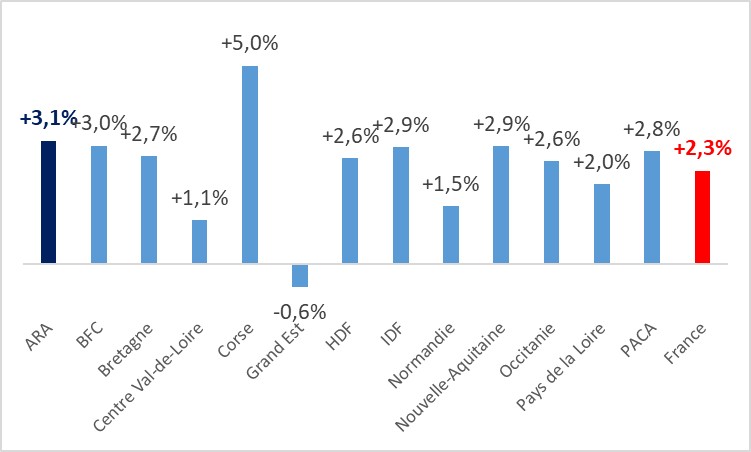 +3,1%
+3,0%
+2,7%
+1,1%
+5,0%
-0,6%
+2,6%
+2,9%
+1,5%
+2,9%
+2,6%
+2,0%
+2,8%
+2,3%
ARA
BFC
Bretagne
Centre Val-de-Loire
Corse
Grand Est
HDF
IDF
Normandie
Nouvelle-Aquitaine
Occitanie
Pays de la Loire
PACA
France